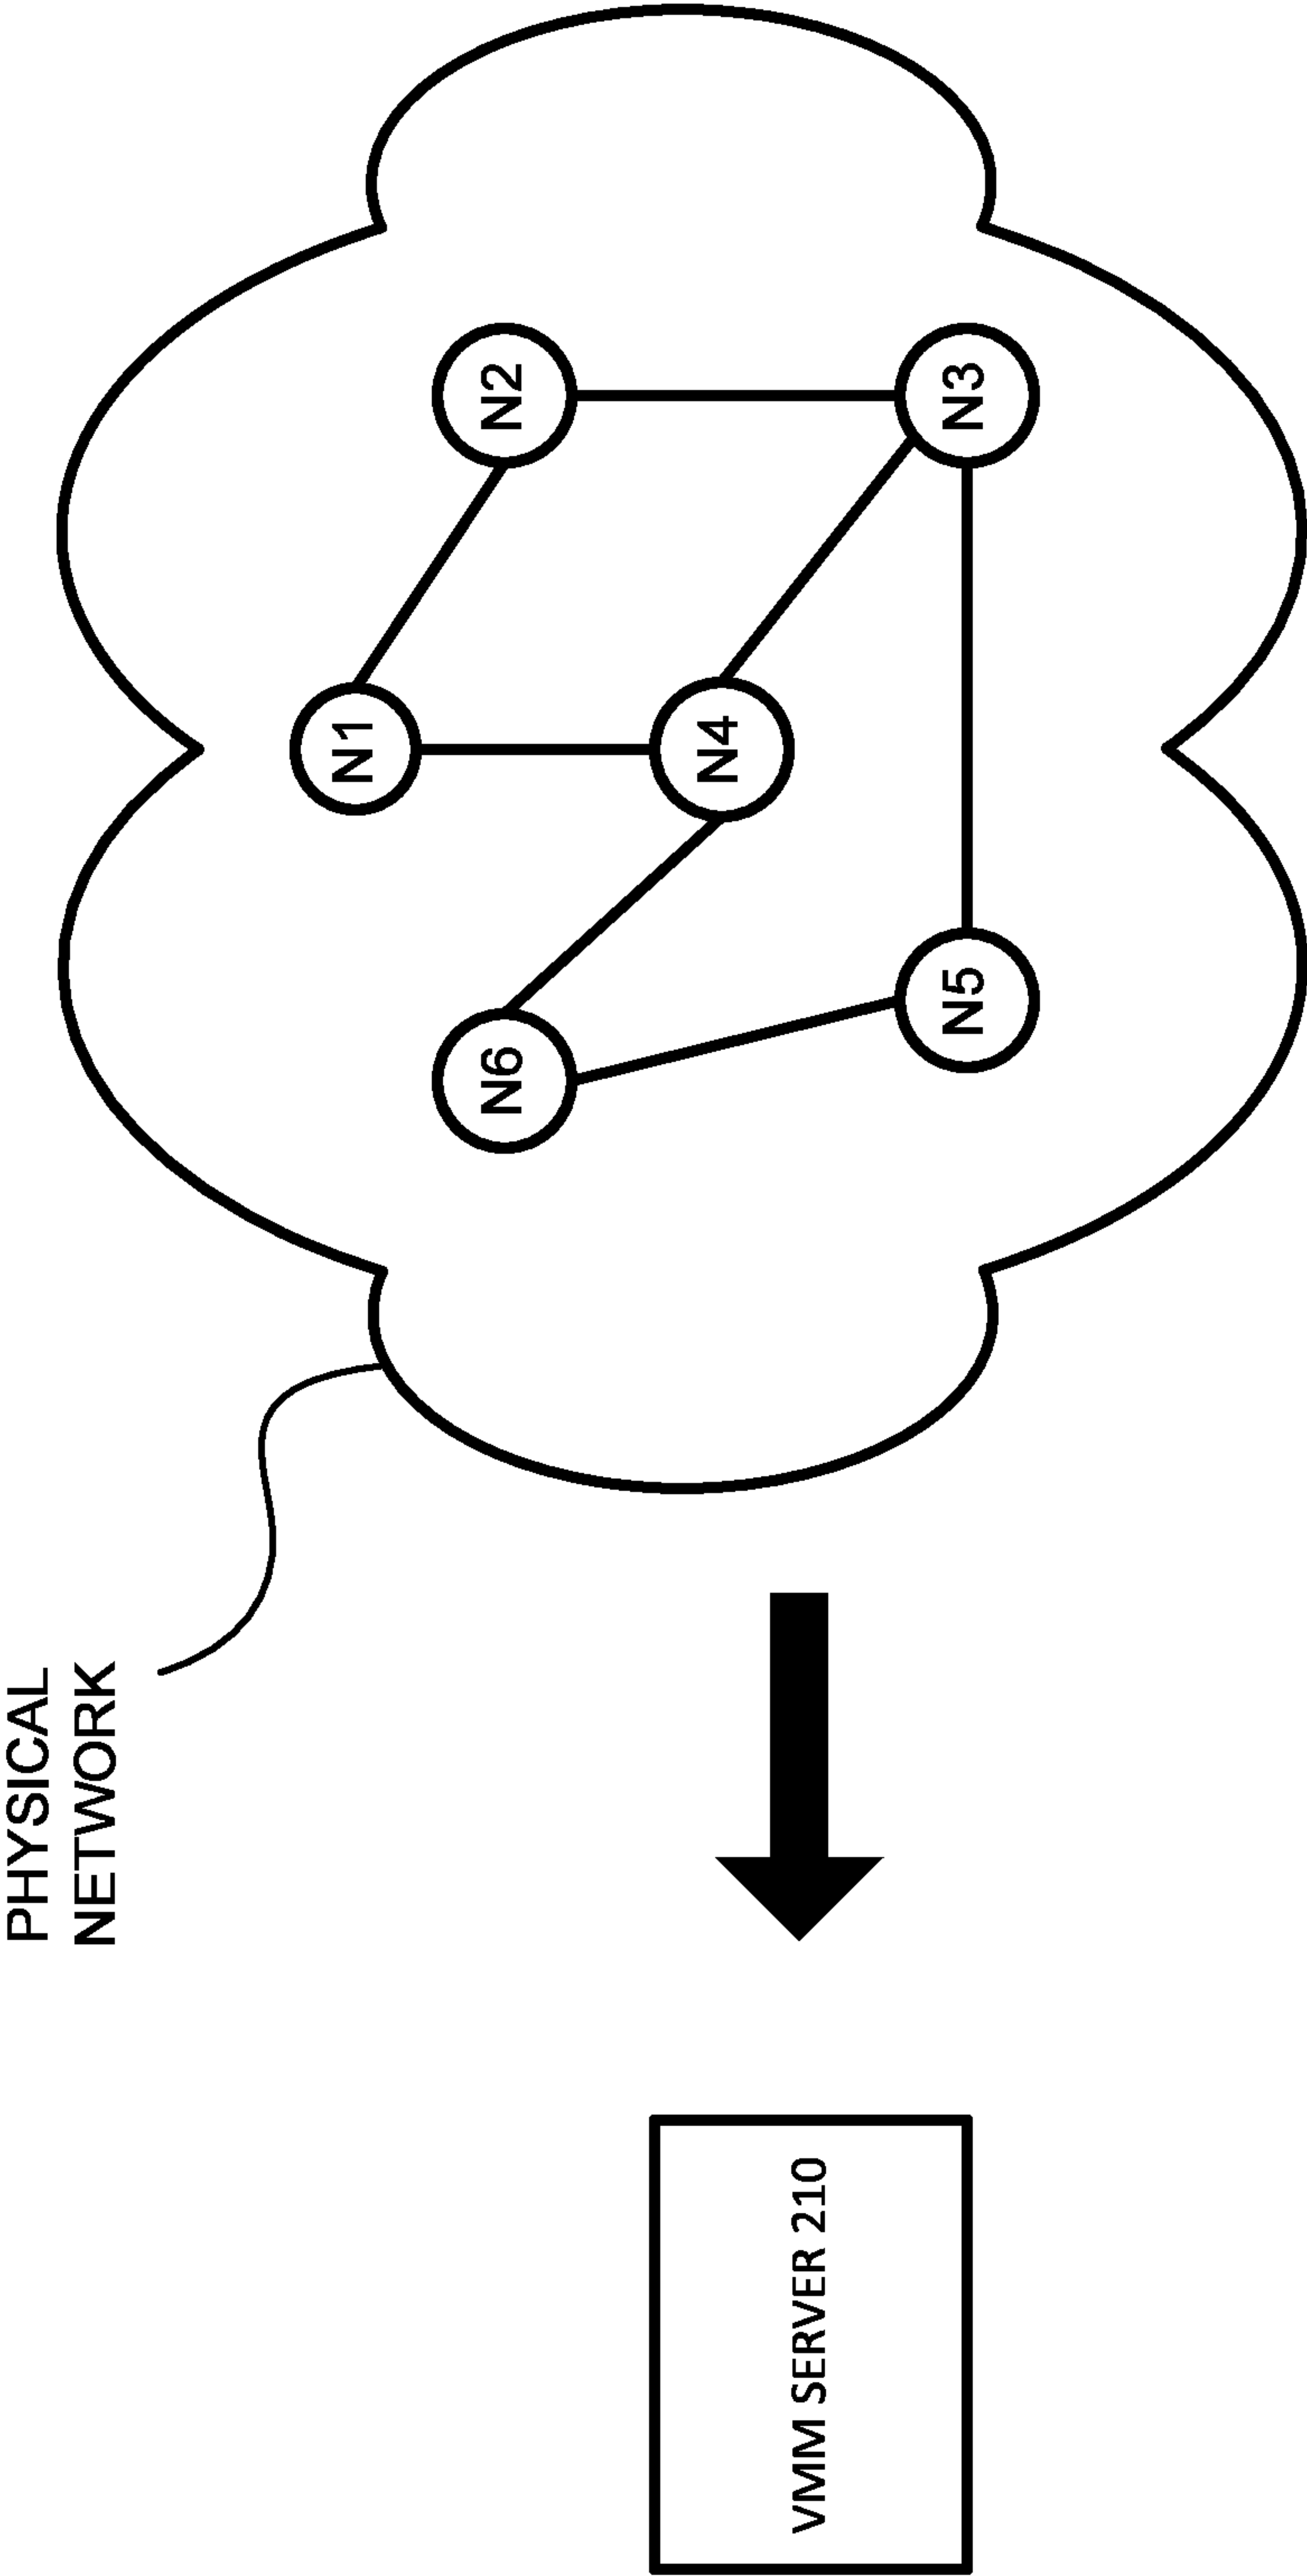 PHYSICAL
NETWORK
VMM SERVER 210
N1
N6
N2
N4
N5
N3